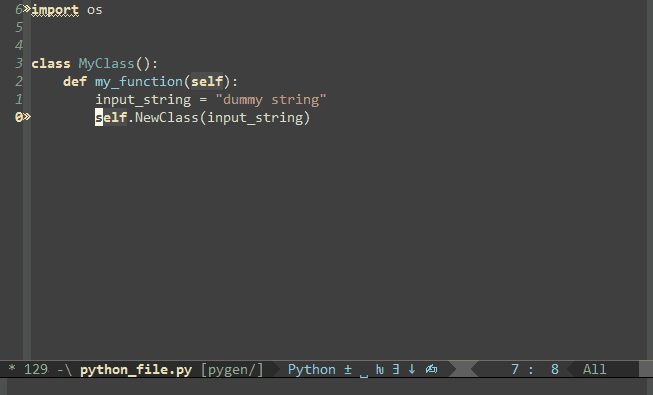 6»import os
5
4
3 class MyClass():
2     def my_function(self):
1         input_string = "dummy string"
0»        self.NewClass(input_string)
* 129 -\ python_file.py [pygen/] Python ± ␣ ㏑ ∃ ↓ ✍ 7 : 8 All